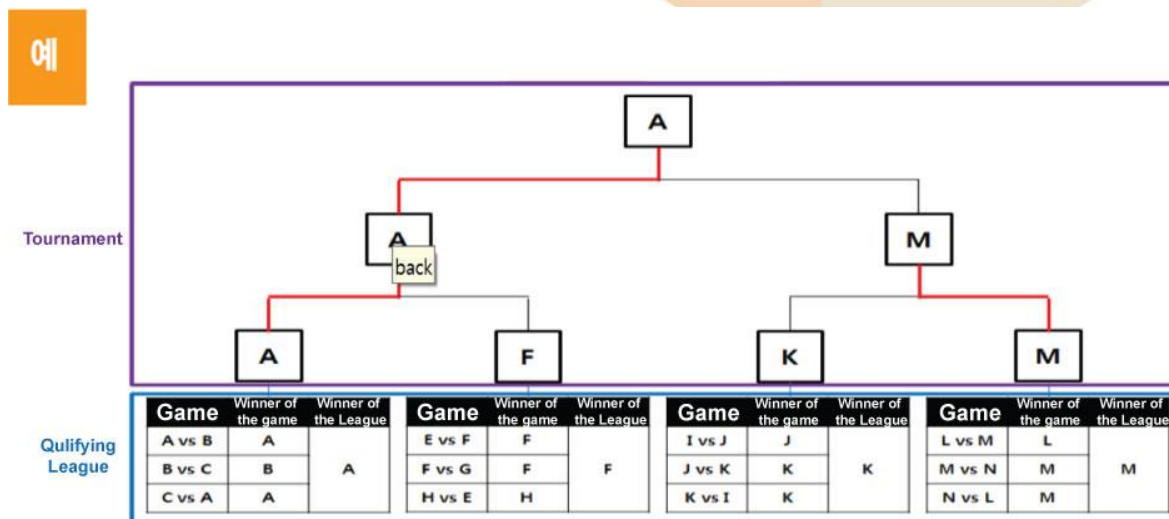 예
A
Tournament
A
M
back
A
F
K
M
Qulifying
League
Game Winner of the game Winner of the League
A vs B A
B vs C B A
C vs A A
Game Winner of the game Winner of the League
E vs F F
F vs G F F
H vs E H
Game Winner of the game Winner of the League
I vs J J
J vs K K K
K vs I K
Game Winner of the game Winner of the League
L vs M L
M vs N M M
N vs L M